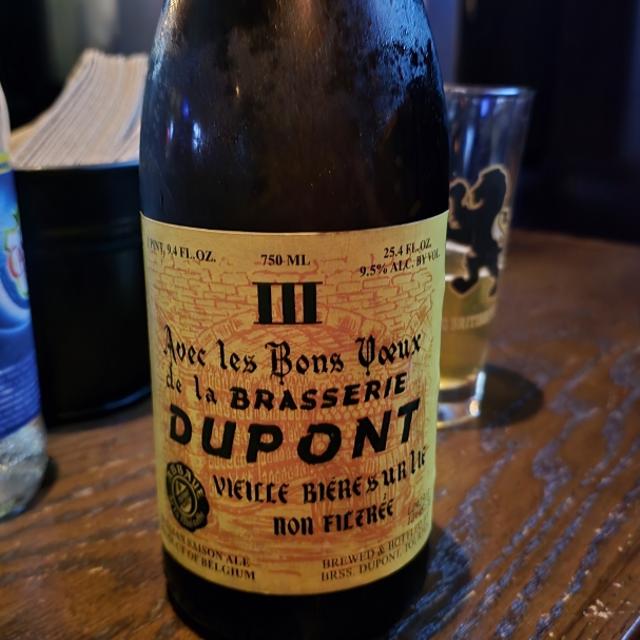 1 PINT, 9.4 FL.OZ. 750 ML 25.4 FL.OZ.
9.5% ALC. BY VOL.
III
Avec les Bons Vœux
de la BRASSERIE
DUPONT
VIEILLE BIÈRE sur lie
NON FILTRÉE
SAISON ALE
OF BELGIUM
BREWED & BOTTLED
BRSS. DUPONT,